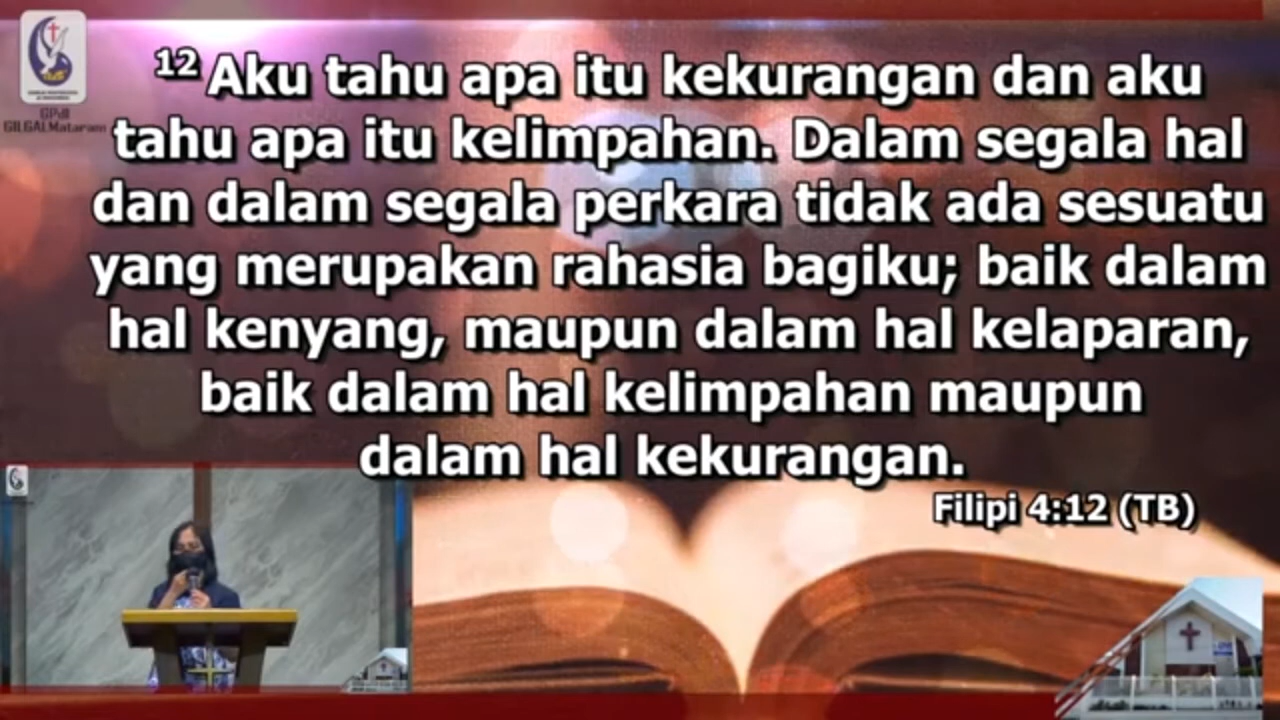 GPdI
GILGALMataram
12 Aku tahu apa itu kekurangan dan aku
tahu apa itu kelimpahan. Dalam segala hal
dan dalam segala perkara tidak ada sesuatu
yang merupakan rahasia bagiku; baik dalam
hal kenyang, maupun dalam hal kelaparan,
baik dalam hal kelimpahan maupun
dalam hal kekurangan.
Filipi 4:12 (TB)